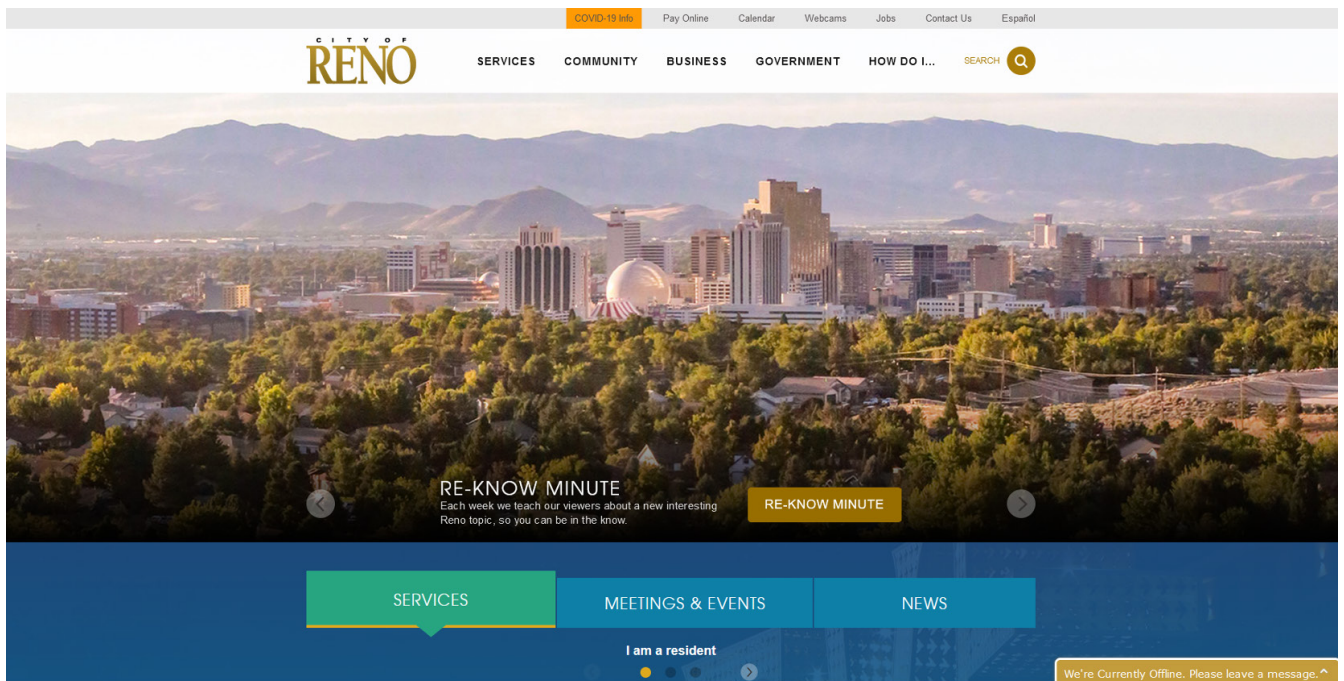 COVID-19 Info
Pay Online
Calendar
Webcams
Jobs
Contact Us
Español
CITY OF
RENO
SERVICES
COMMUNITY
BUSINESS
GOVERNMENT
HOW DO I...
SEARCH
RE-KNOW MINUTE
Each week we teach our viewers about a new interesting
Reno topic, so you can be in the know.
RE-KNOW MINUTE
SERVICES
MEETINGS & EVENTS
NEWS
I am a resident
We're Currently Offline. Please leave a message.